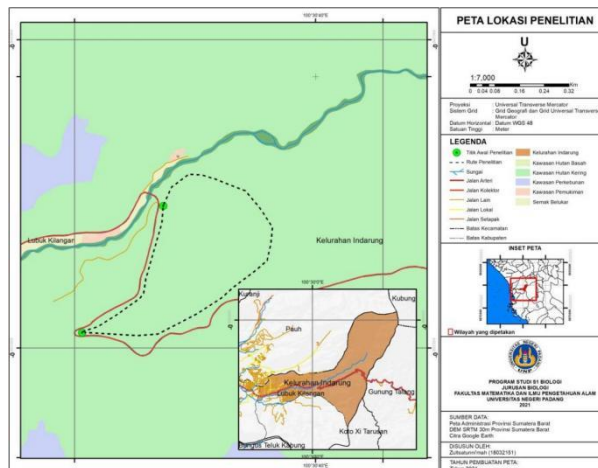 100°30'40"E
Lubuk Kilangan
Kelurahan Indarung
Kuranji
Pauh
Kubung
Kelurahan Indarung
Lubuk Kilangan
Gunung Talang
Koto Xi Tarusan
Bungus Teluk Kabung
PETA LOKASI PENELITIAN
U
1:7,000
Km
0 0.04 0.08 0.16 0.24 0.32
Proyeksi : Universal Transverse Mercator
Sistem Grid : Grid Geografi dan Grid Universal Transverse Mercator
Datum Horizontal : Datum WGS 48
Satuan Tinggi : Meter
LEGENDA
Titik Awal Penelitian
Rute Penelitian
Sungai
Jalan Arteri
Jalan Kolektor
Jalan Lain
Jalan Lokal
Jalan Setapak
Batas Kecamatan
Batas Kabupaten
Kelurahan Indarung
Kawasan Hutan Basah
Kawasan Hutan Kering
Kawasan Perkebunan
Kawasan Pemukiman
Semak Belukar
INSET PETA
Wilayah yang dipetakan
PROGRAM STUDI S1 BIOLOGI
JURUSAN BIOLOGI
FAKULTAS MATEMATIKA DAN ILMU PENGETAHUAN ALAM
UNIVERSITAS NEGERI PADANG
2021
SUMBER DATA:
Peta Administrasi Provinsi Sumatera Barat
DEM SRTM 30m Provinsi Sumatera Barat
Citra Google Earth
DISUSUN OLEH:
(18032161)
TAHUN PEMBUATAN PETA: